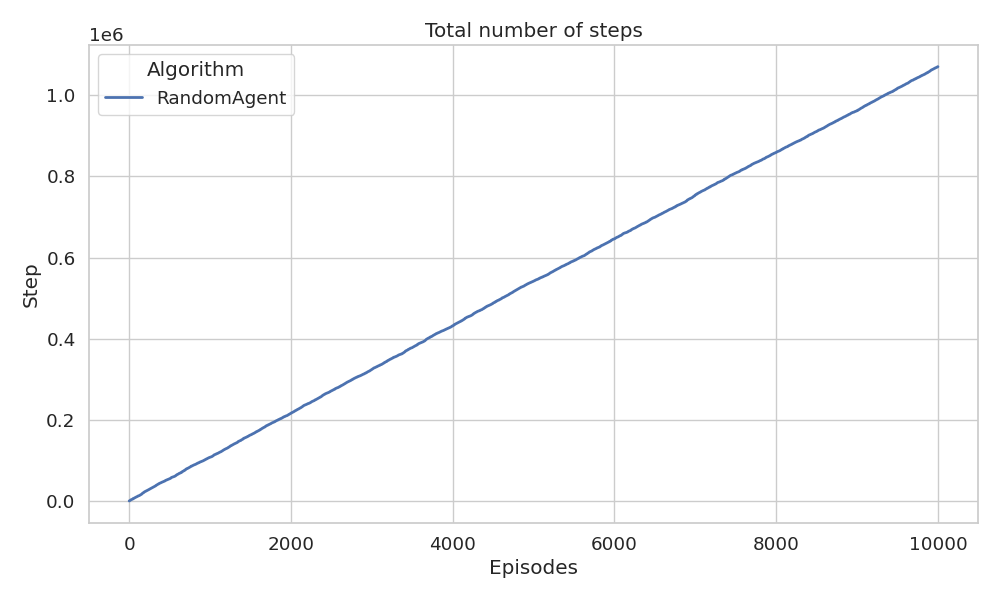 Total number of steps
1e6
Algorithm
RandomAgent
1.0
0.8
0.6
0.4
0.2
0.0
Step
0 2000 4000 6000 8000 10000
Episodes